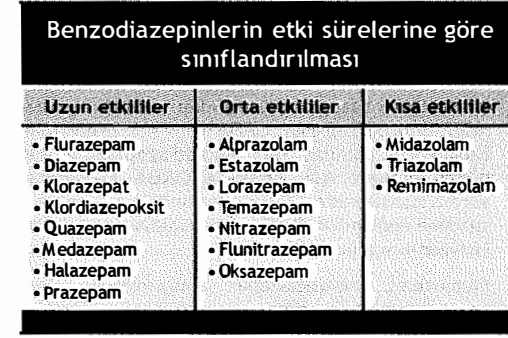 Benzodiazepinlerin etki sürelerine göre
sınıflandırılması
Uzun etkililer
• Flurazepam
• Diazepam
• Klorazepat
• Klordiazepoksit
• Quazepam
• Medazepam
• Halazepam
• Prazepam
Orta etkililer
• Alprazolam
• Estazolam
• Lorazepam
• Temazepam
• Nitrazepam
• Flunitrazepam
• Oksazepam
Kısa etkililer
• Midazolam
• Triazolam
• Remimazolam